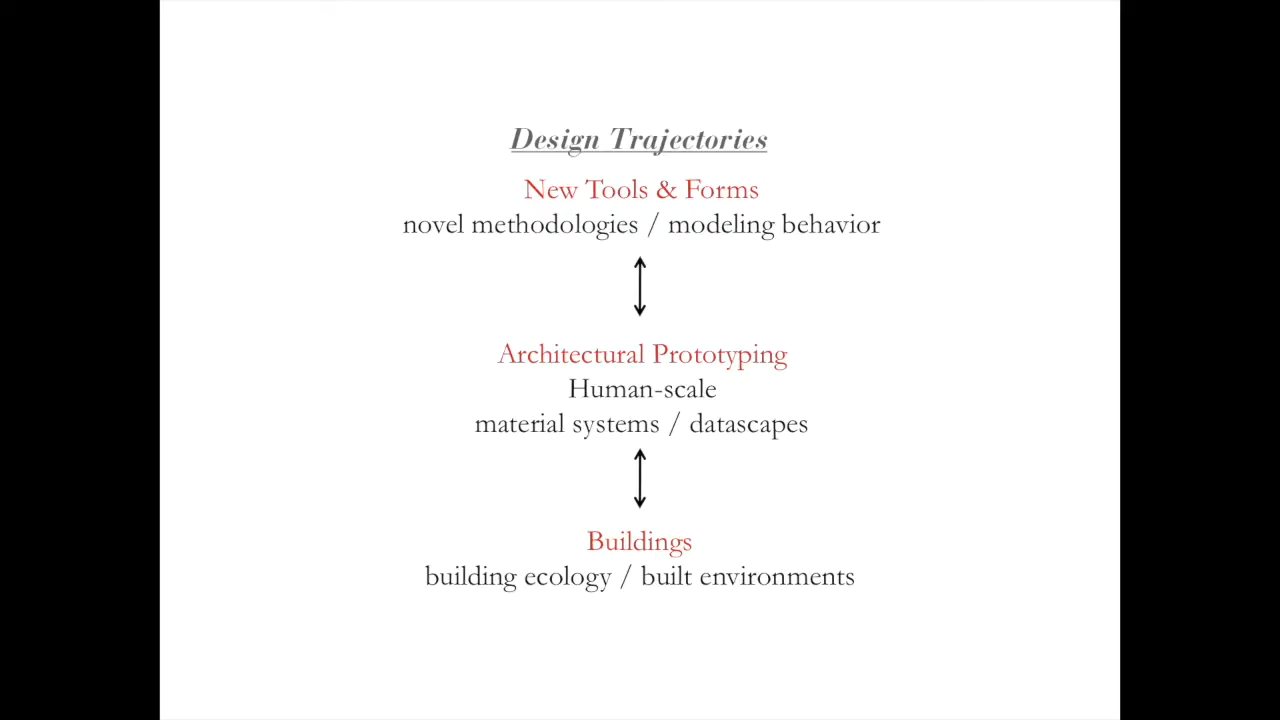 Design Trajectories
New Tools & Forms
novel methodologies / modeling behavior
Architectural Prototyping
Human-scale
material systems / datascapes
Buildings
building ecology / built environments